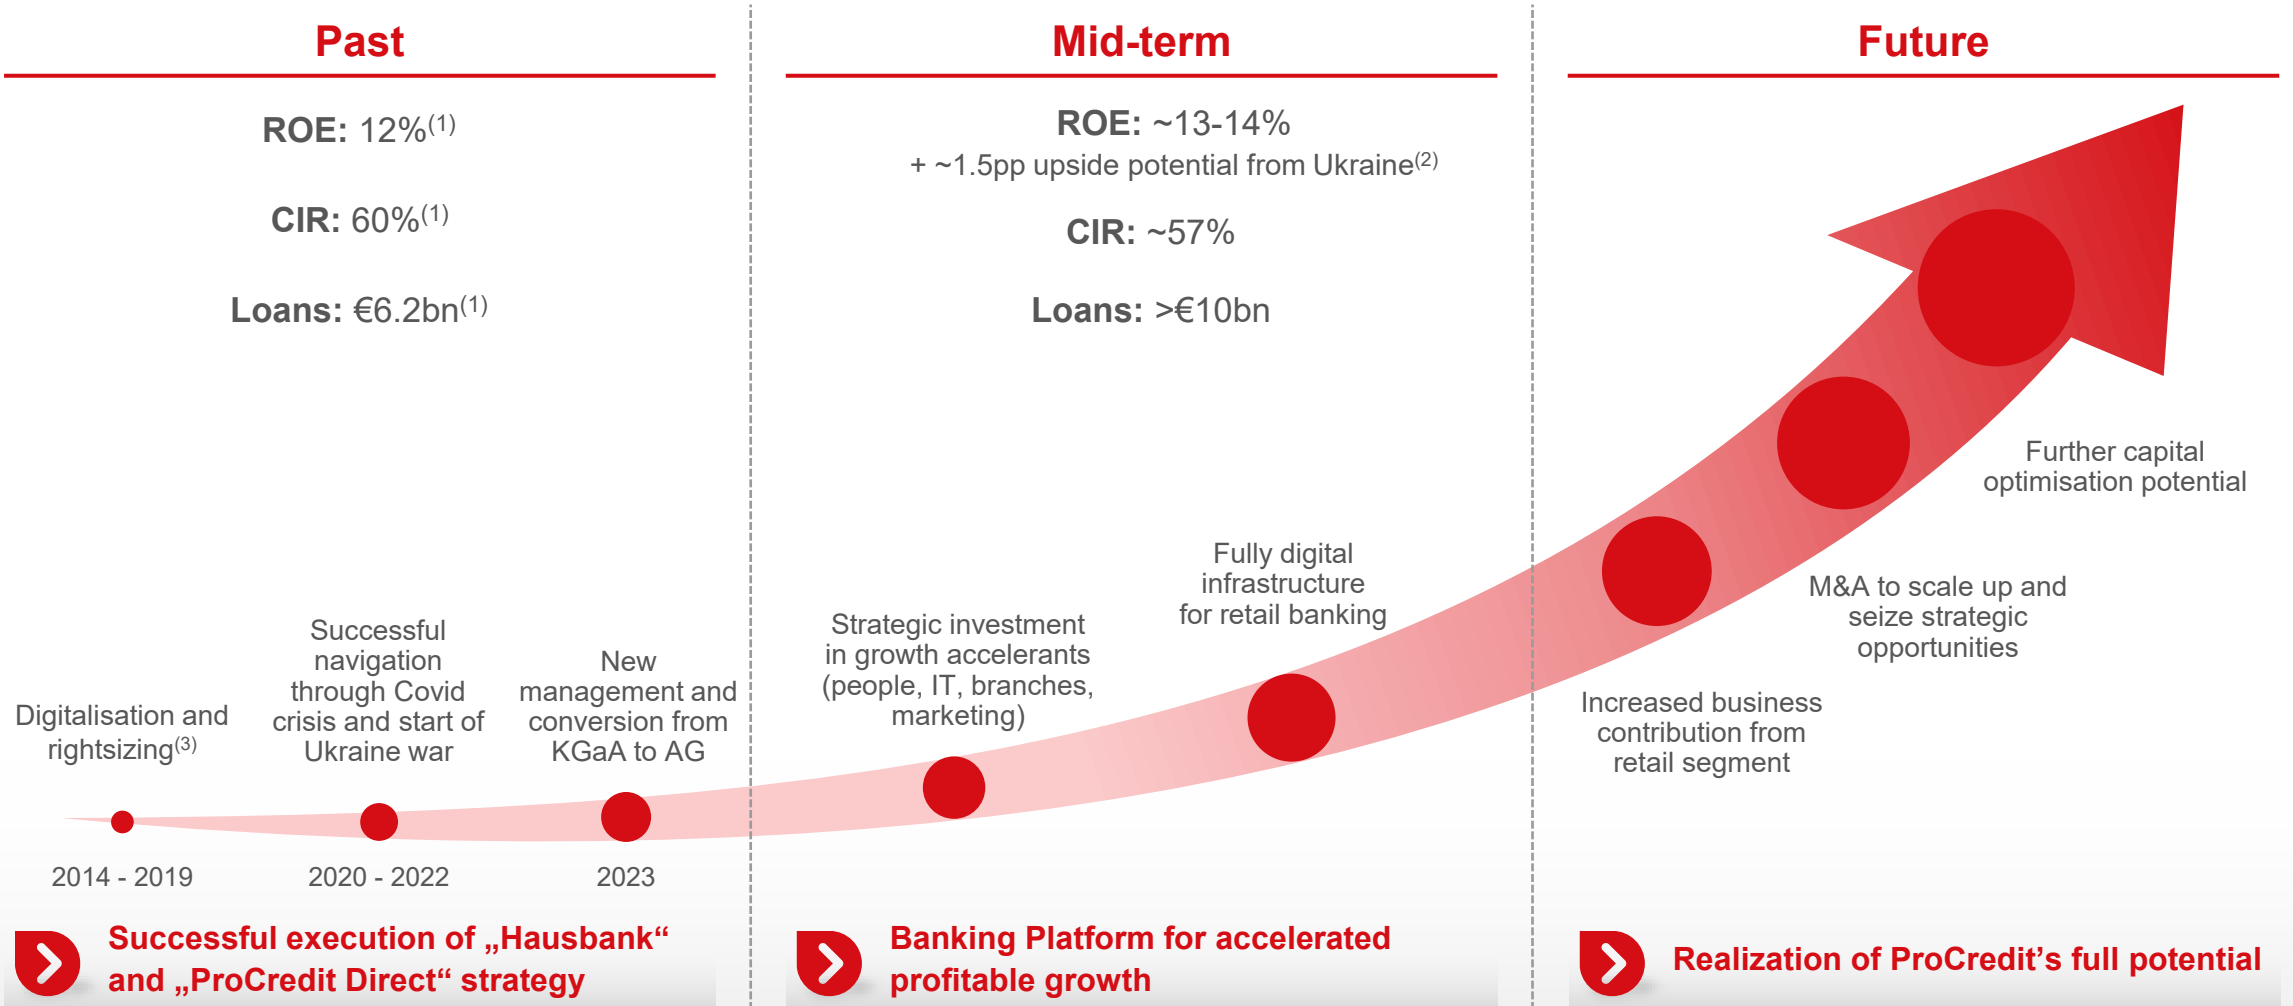 Past
ROE: 12%(1)
CIR: 60%(1)
Loans: €6.2bn(1)
Digitalisation and
rightsizing(3)
2014 - 2019
Successful
navigation
through Covid
crisis and start of
Ukraine war
2020 - 2022
New
management and
conversion from
KGaA to AG
2023
Successful execution of „Hausbank“
and „ProCredit Direct“ strategy
Mid-term
ROE: ~13-14%
+ ~1.5pp upside potential from Ukraine(2)
CIR: ~57%
Loans: >€10bn
Strategic investment
in growth accelerants
(people, IT, branches,
marketing)
Fully digital
infrastructure
for retail banking
Banking Platform for accelerated
profitable growth
Future
Increased business
contribution from
retail segment
M&A to scale up and
seize strategic
opportunities
Further capital
optimisation potential
Realization of ProCredit’s full potential